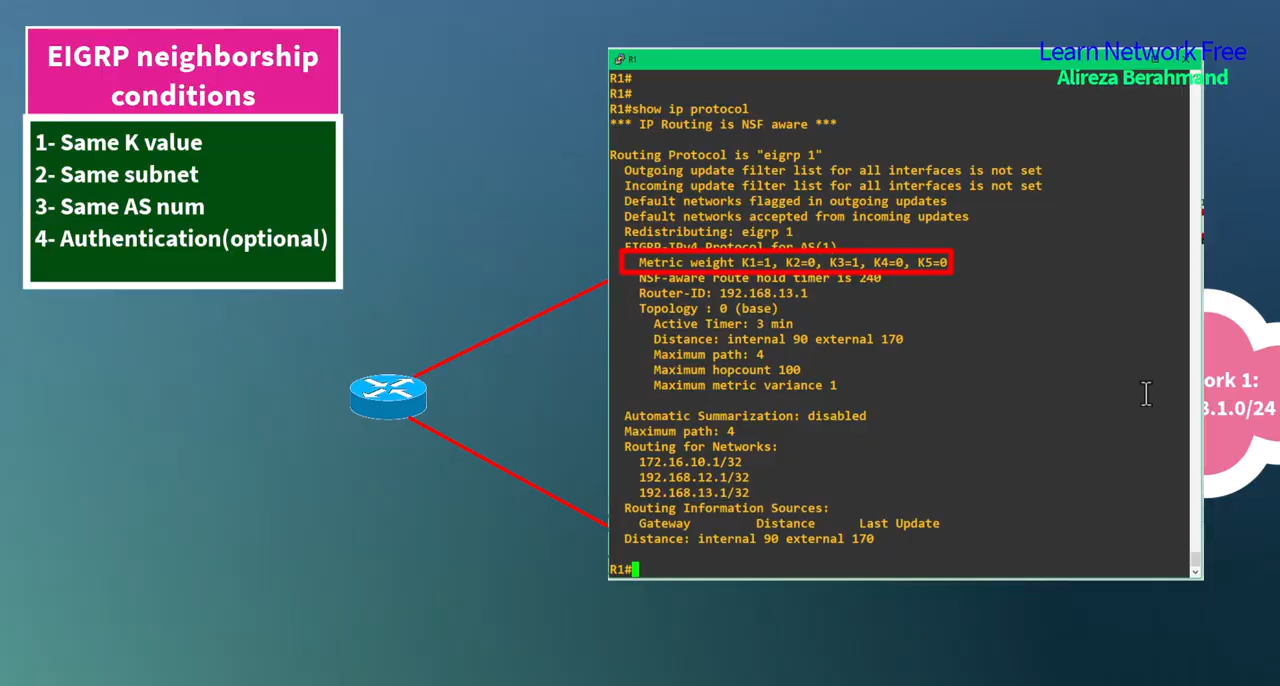 EIGRP neighborship
conditions
1- Same K value
2- Same subnet
3- Same AS num
4- Authentication(optional)
Learn Network Free
Alireza Berahmand
R1
R1#
R1#
R1#show ip protocol
*** IP Routing is NSF aware ***
Routing Protocol is "eigrp 1"
Outgoing update filter list for all interfaces is not set
Incoming update filter list for all interfaces is not set
Default networks flagged in outgoing updates
Default networks accepted from incoming updates
Redistributing: eigrp 1
EIGRP-IPv4 Protocol for AS(1)
Metric weight K1=1, K2=0, K3=1, K4=0, K5=0
NSF-aware route hold timer is 240
Router-ID: 192.168.13.1
Topology : 0 (base)
Active Timer: 3 min
Distance: internal 90 external 170
Maximum path: 4
Maximum hopcount 100
Maximum metric variance 1
Automatic Summarization: disabled
Maximum path: 4
Routing for Networks:
172.16.10.1/32
192.168.12.1/32
192.168.13.1/32
Routing Information Sources:
Gateway Distance Last Update
Distance: internal 90 external 170
R1#
ork 1:
3.1.0/24